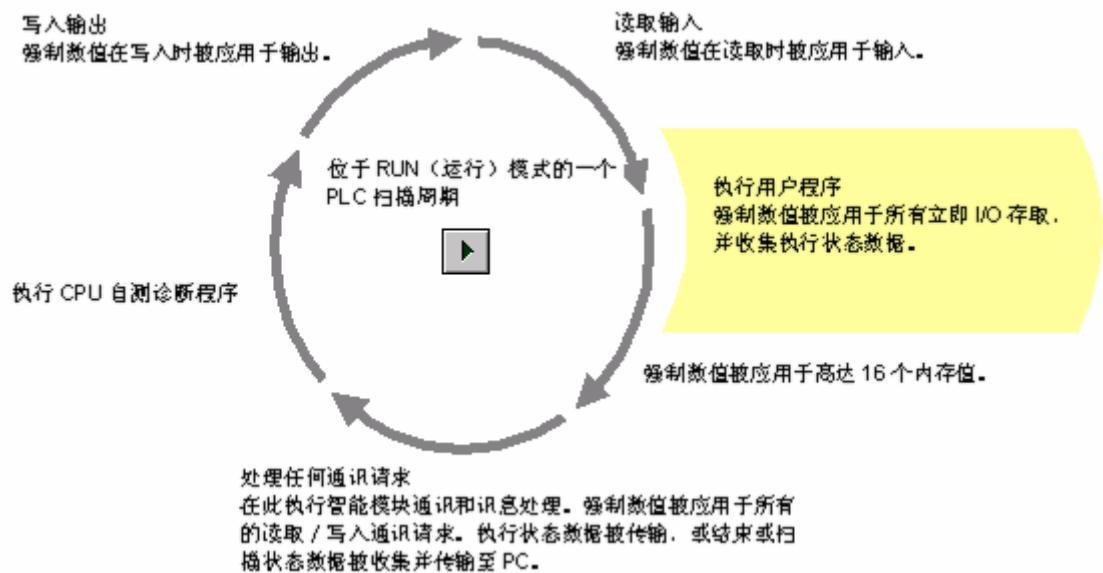 写入输出
强制数值在写入时被应用于输出。
读取输入
强制数值在读取时被应用于输入。
位于 RUN（运行）模式的一个
PLC 扫描周期
执行用户程序
强制数值被应用于所有立即 I/O 存取，
并收集执行状态数据。
执行 CPU 自测诊断程序
强制数值被应用于高达 16 个内存值。
处理任何通讯请求
在此执行智能模块通讯和讯息处理。强制数值被应用于所有
的读取 / 写入通讯请求。执行状态数据被传输，或结束或扫
描状态数据被收集并传输至 PC。